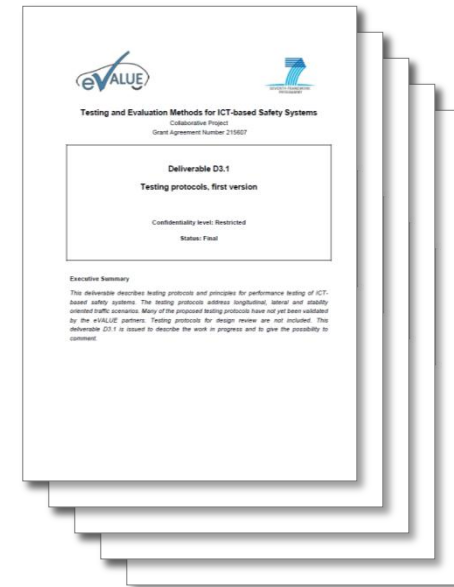 eVALUE
SEVENTH FRAMEWORK
PROGRAMME
Testing and Evaluation Methods for ICT-based Safety Systems
Collaborative Project
Grant Agreement Number 215607
Deliverable D3.1
Testing protocols, first version
Confidentiality level: Restricted
Status: Final
Executive Summary
This deliverable describes testing protocols and principles for performance testing of ICT-
based safety systems. The testing protocols address longitudinal, lateral and stability
oriented traffic scenarios. Many of the proposed testing protocols have not yet been validated
by the eVALUE partners. Testing protocols for design review are not included. This
deliverable D3.1 is issued to describe the work in progress and to give the possibility to
comment.